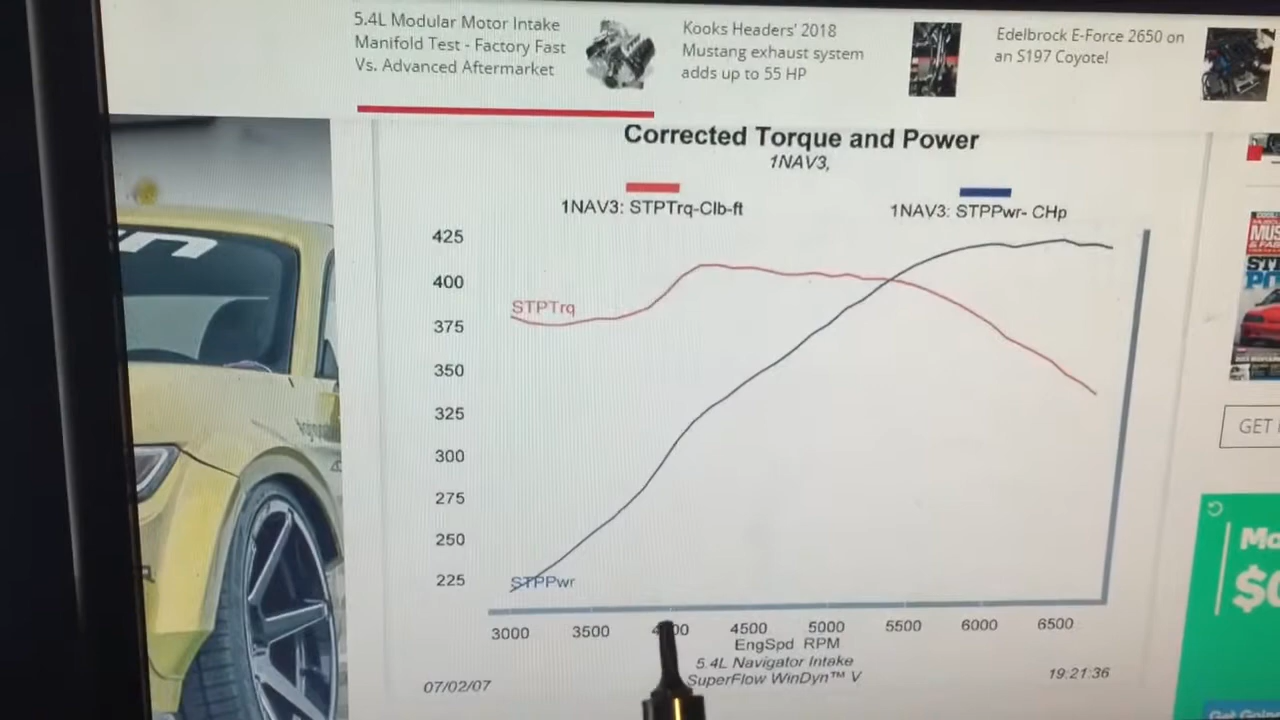 5.4L Modular Motor Intake
Manifold Test - Factory Fast
Vs. Advanced Aftermarket
Kooks Headers' 2018
Mustang exhaust system
adds up to 55 HP
Edelbrock E-Force 2650 on
an S197 Coyote!
Corrected Torque and Power
1NAV3,
1NAV3: STPTrq-Clb-ft
1NAV3: STPPwr- CHp
425
400
375
350
325
300
275
250
225
STPTrq
STPPwr
3000 3500 4500 5000 5500 6000 6500
EngSpd RPM
5.4L Navigator Intake
SuperFlow WinDyn™ V
07/02/07
19:21:36
GET
$0